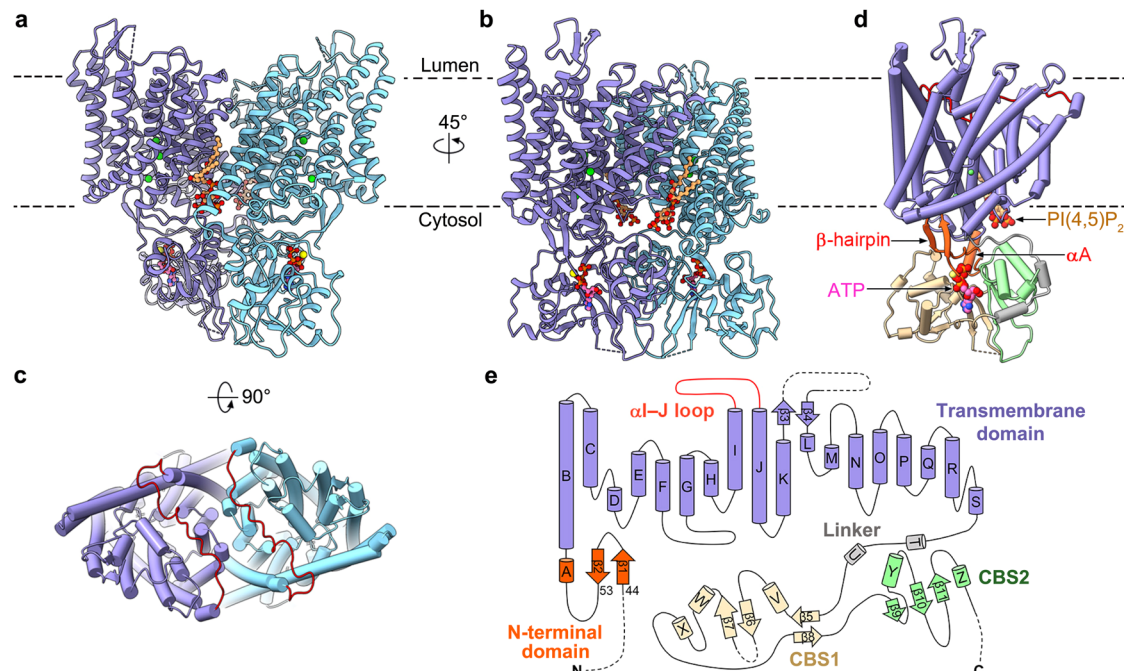 a
b
d
Lumen
45°
Cytosol
PI(4,5)P2
β-hairpin
αA
ATP
c
90°
e
αI–J loop
Transmembrane
domain
β3
β4
B
C
D
E
F
G
H
I
J
K
L
M
N
O
P
Q
R
S
Linker
T
U
A
β2
β1
53
44
N-terminal
domain
N
X
W
β7
β6
V
β5
β8
CBS1
Y
β9
β10
β11
Z
CBS2
C